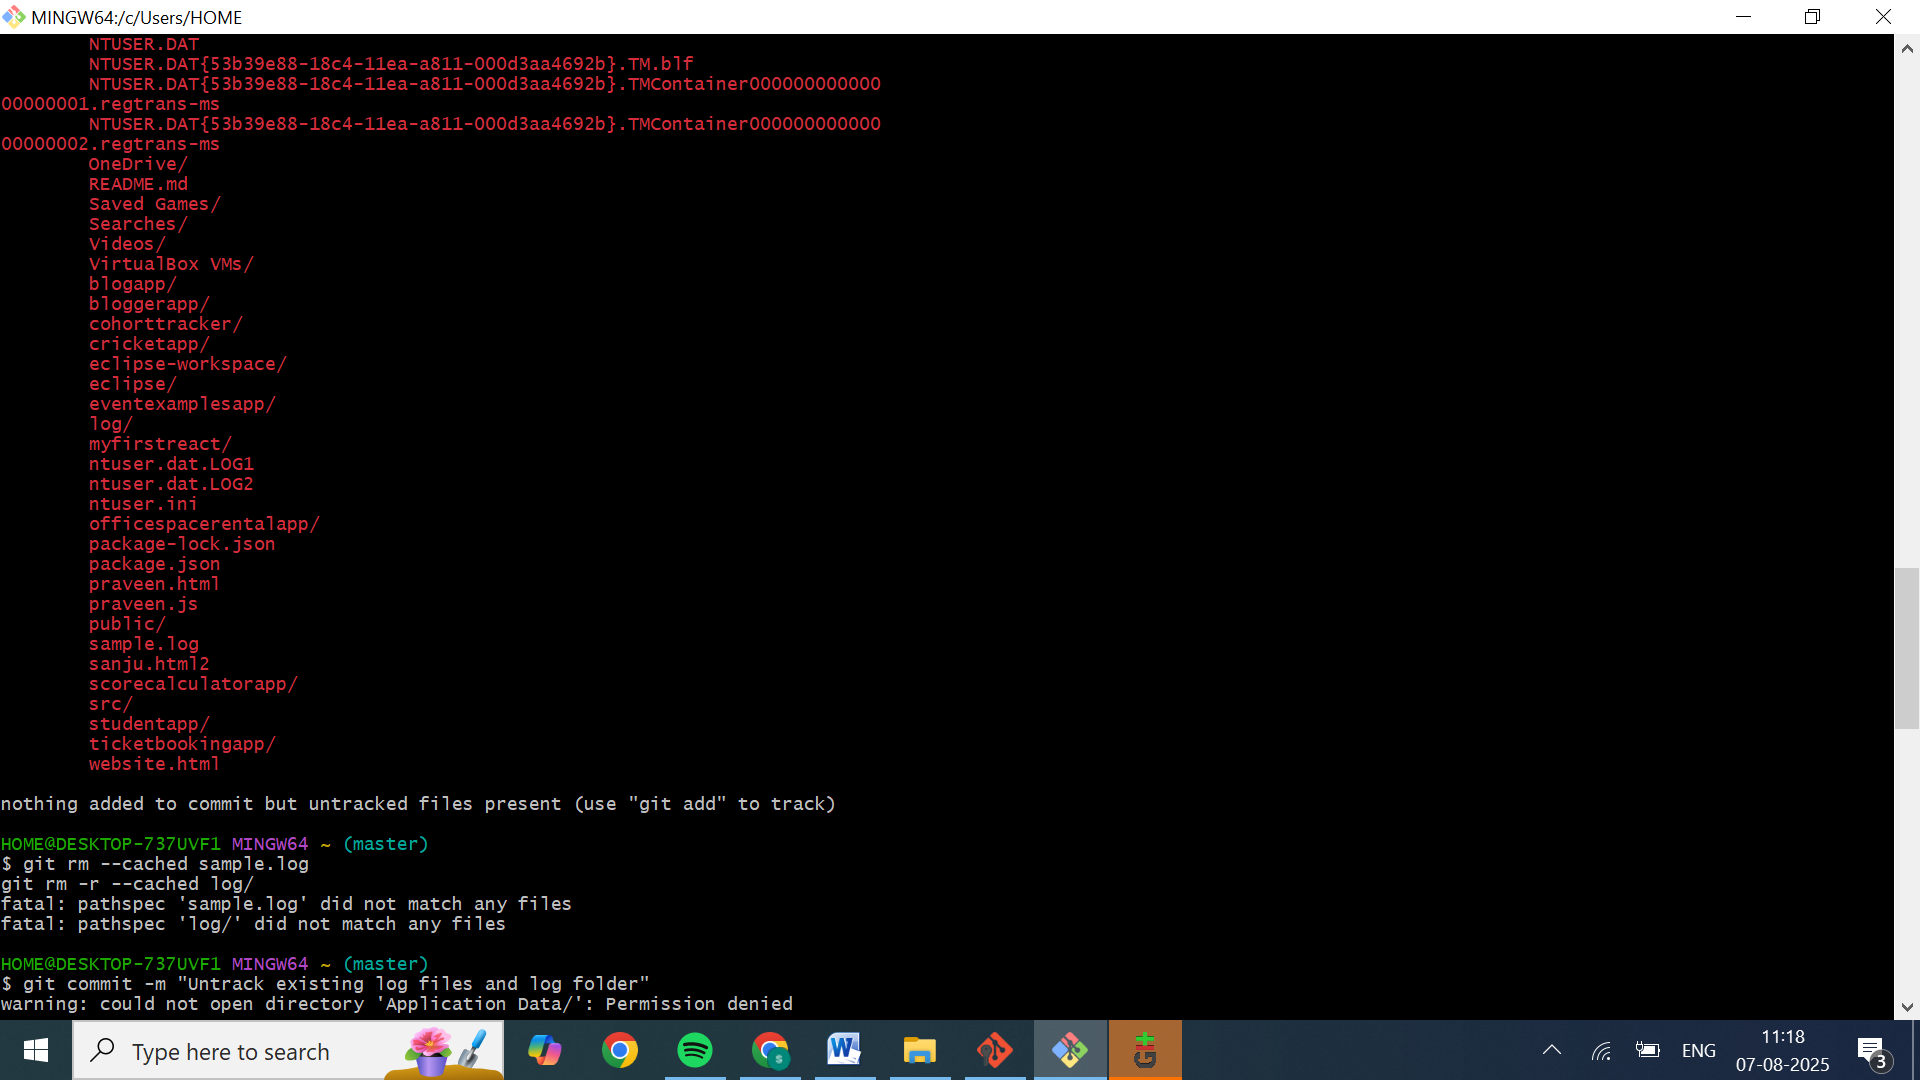 MINGW64:/c/Users/HOME
NTUSER.DAT
NTUSER.DAT{53b39e88-18c4-11ea-a811-000d3aa4692b}.TM.blf
NTUSER.DAT{53b39e88-18c4-11ea-a811-000d3aa4692b}.TMContainer000000000000
00000001.regtrans-ms
NTUSER.DAT{53b39e88-18c4-11ea-a811-000d3aa4692b}.TMContainer000000000000
00000002.regtrans-ms
OneDrive/
README.md
Saved Games/
Searches/
Videos/
VirtualBox VMs/
blogapp/
bloggerapp/
cohorttracker/
cricketapp/
eclipse-workspace/
eclipse/
eventexamplesapp/
log/
myfirstreact/
ntuser.dat.LOG1
ntuser.dat.LOG2
ntuser.ini
officespacerentalapp/
package-lock.json
package.json
praveen.html
praveen.js
public/
sample.log
sanju.html2
scorecalculatorapp/
src/
studentapp/
ticketbookingapp/
website.html
nothing added to commit but untracked files present (use "git add" to track)
HOME@DESKTOP-737UVF1 MINGW64 ~ (master)
$ git rm --cached sample.log
git rm -r --cached log/
fatal: pathspec 'sample.log' did not match any files
fatal: pathspec 'log/' did not match any files
HOME@DESKTOP-737UVF1 MINGW64 ~ (master)
$ git commit -m "Untrack existing log files and log folder"
warning: could not open directory 'Application Data/': Permission denied
Type here to search
ENG
11:18
07-08-2025
3